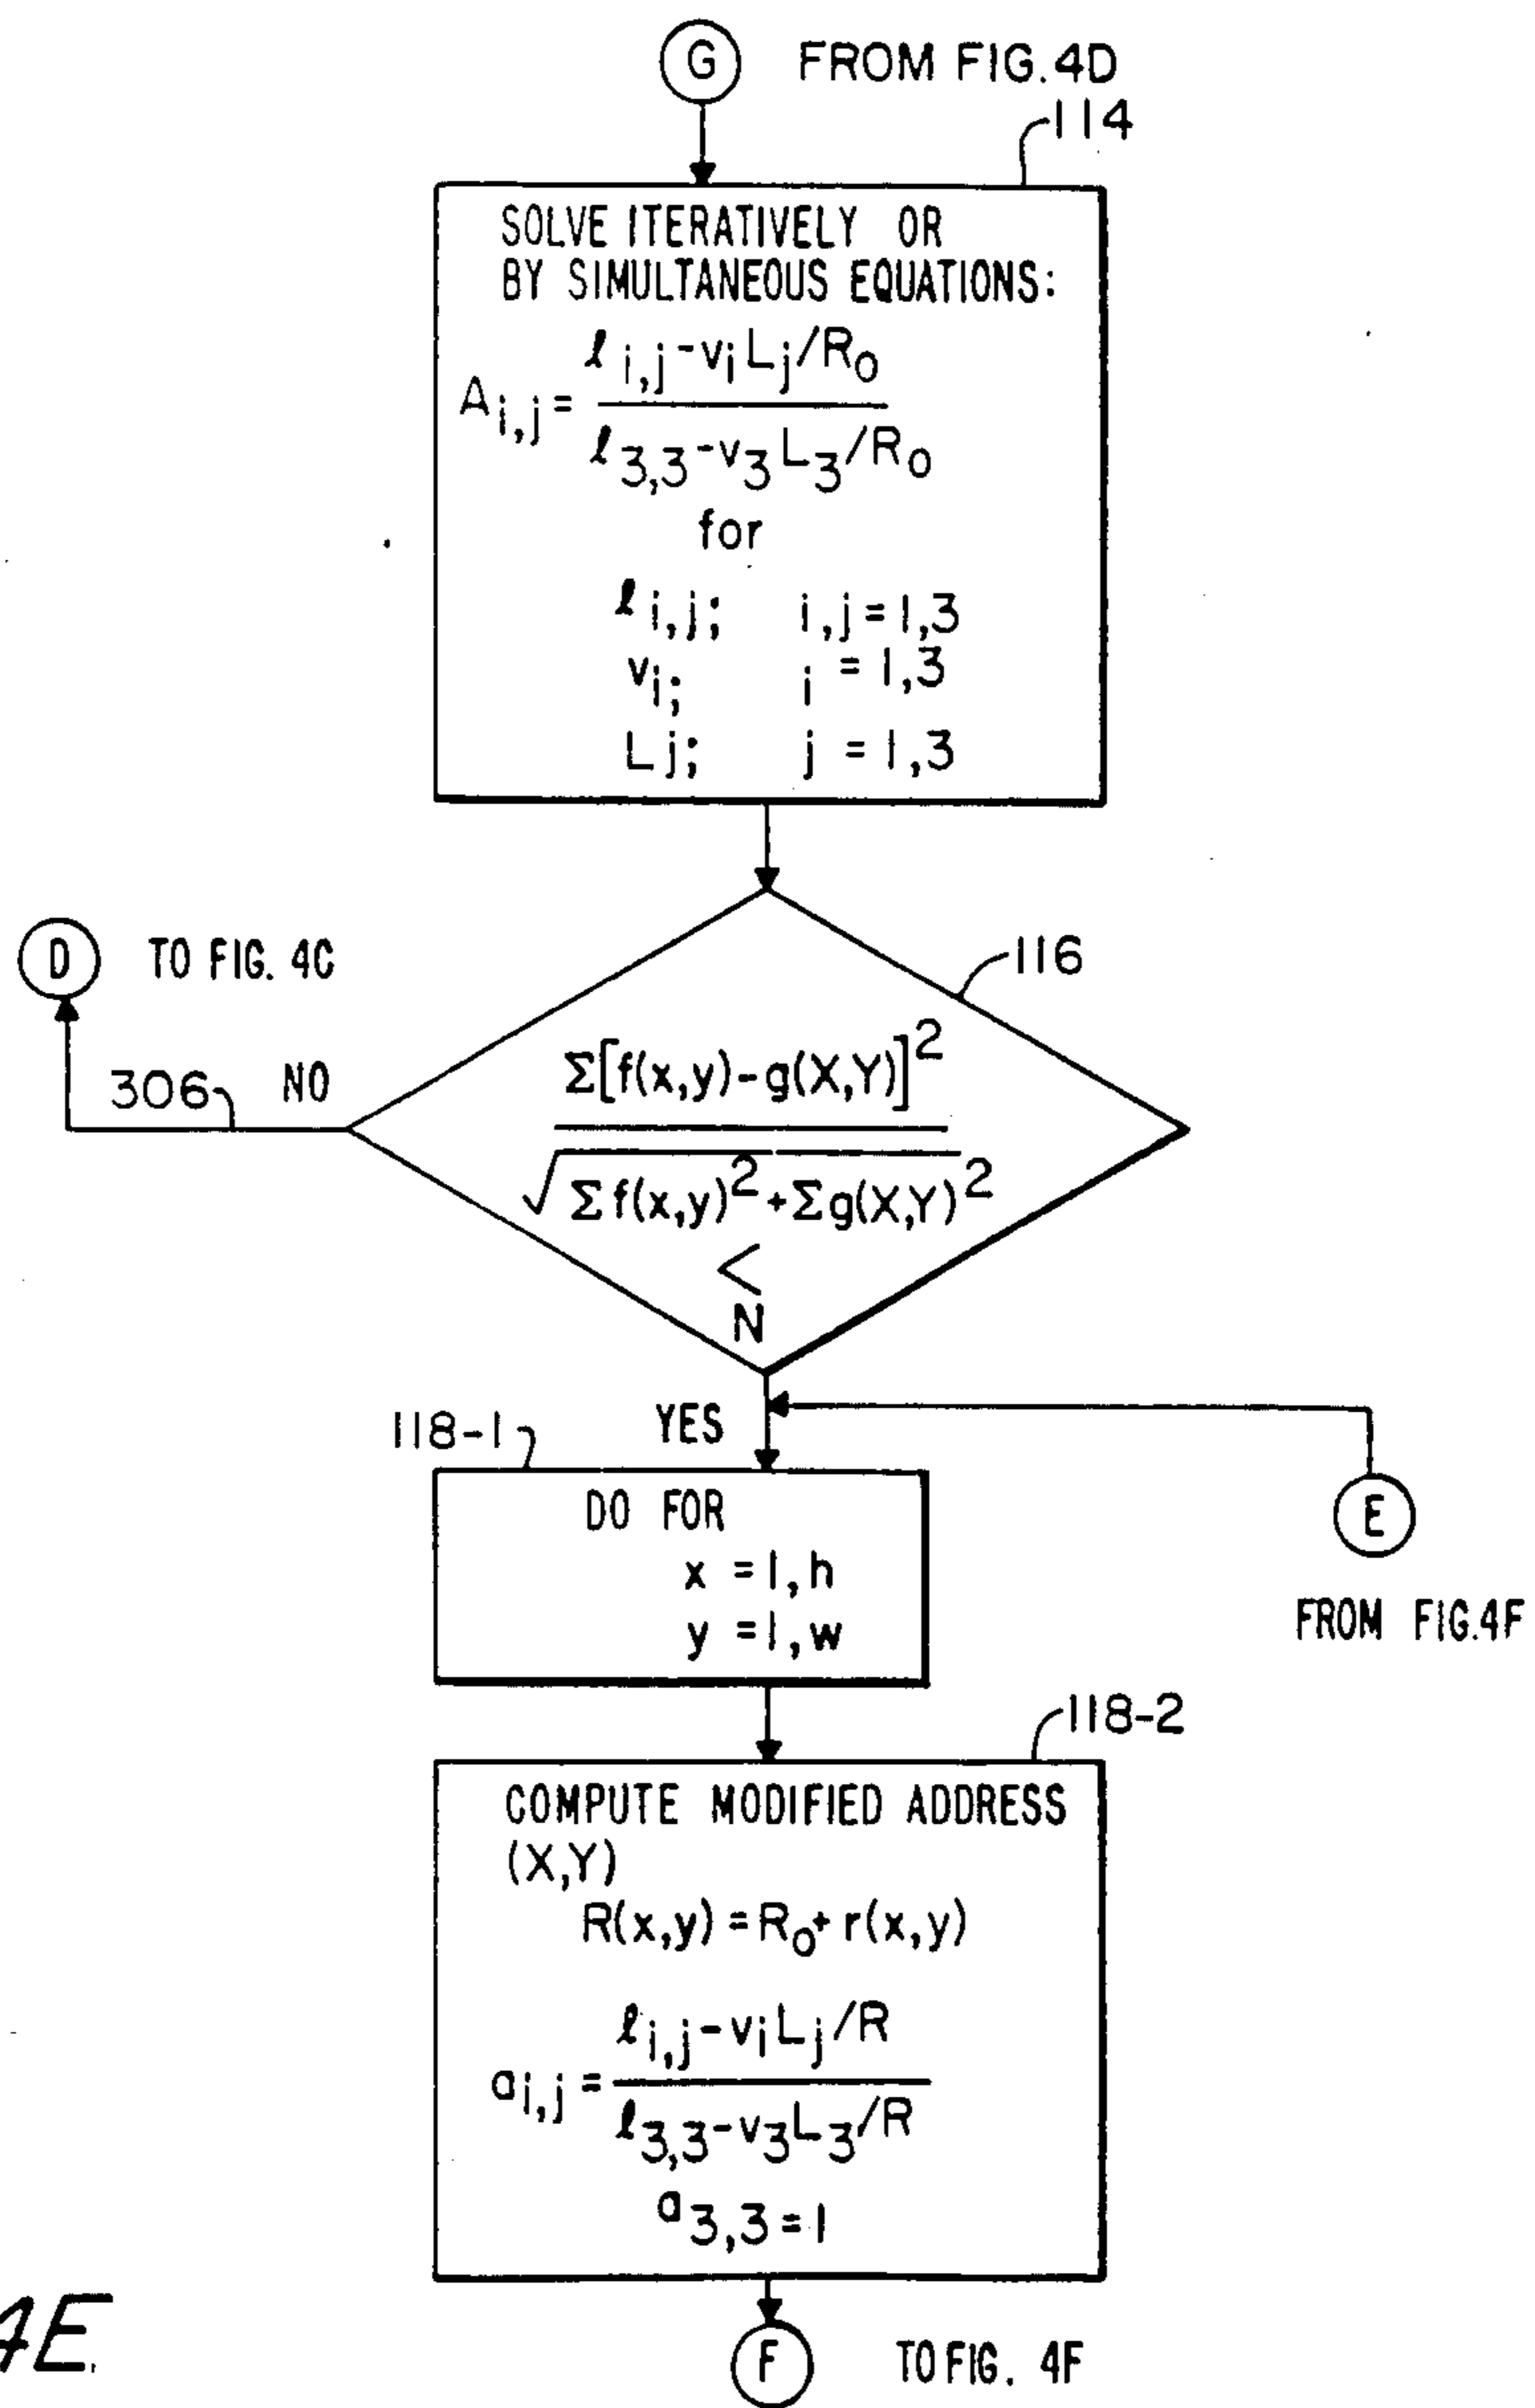 G FROM FIG. 4D
114
SOLVE ITERATIVELY OR
BY SIMULTANEOUS EQUATIONS:
A_{i,j} = (ℓ_{i,j} - v_i L_j / R_0) / (ℓ_{3,3} - v_3 L_3 / R_0)
for
ℓ_{i,j}; i,j = 1,3
v_i; i = 1,3
L_j; j = 1,3
D TO FIG. 4C
116
306 NO
Σ[f(x,y)-g(X,Y)]^2
√Σf(x,y)^2+Σg(X,Y)^2
<
N
YES
118-1
DO FOR
x = 1, h
y = 1, w
E
FROM FIG.4F
118-2
COMPUTE MODIFIED ADDRESS
(X,Y)
R(x,y) = R_0 + r(x,y)
a_{i,j} = (ℓ_{i,j} - v_i L_j / R) / (ℓ_{3,3} - v_3 L_3 / R)
a_{3,3} = 1
4E.
F TO FIG. 4F